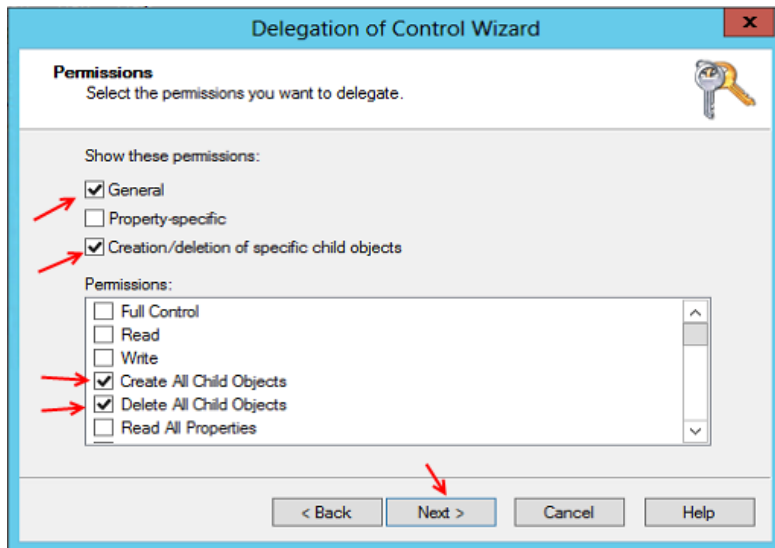 Delegation of Control Wizard
x
Permissions
Select the permissions you want to delegate.
Show these permissions:
General
Property-specific
Creation/deletion of specific child objects
Permissions:
Full Control
Read
Write
Create All Child Objects
Delete All Child Objects
Read All Properties
< Back Next > Cancel Help